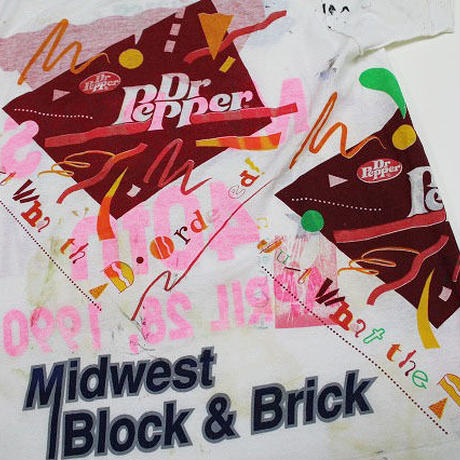 Dr Pepper
Dr
Pepper
Dr Pepper
Just What the Dr. Ordered!
Just What the D
40TH
APRIL 28, 1990
Midwest
Block & Brick